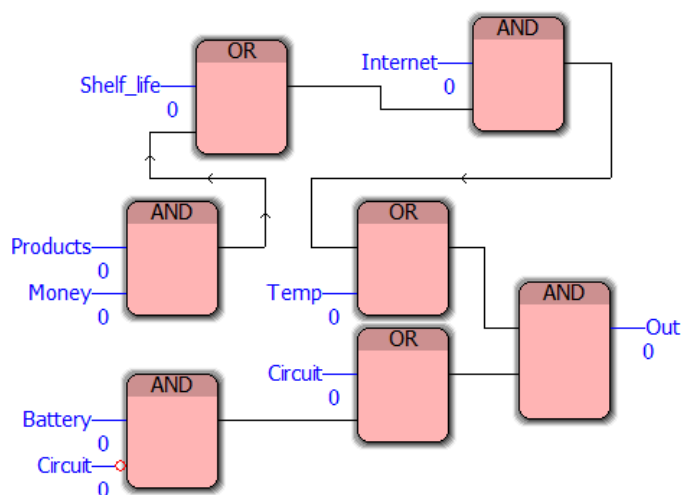 AND
OR
Internet
0
Shelf_life
0
AND
OR
Products
0
Money
0
Temp
0
AND
Out
0
OR
AND
Circuit
0
Battery
0
Circuit
0